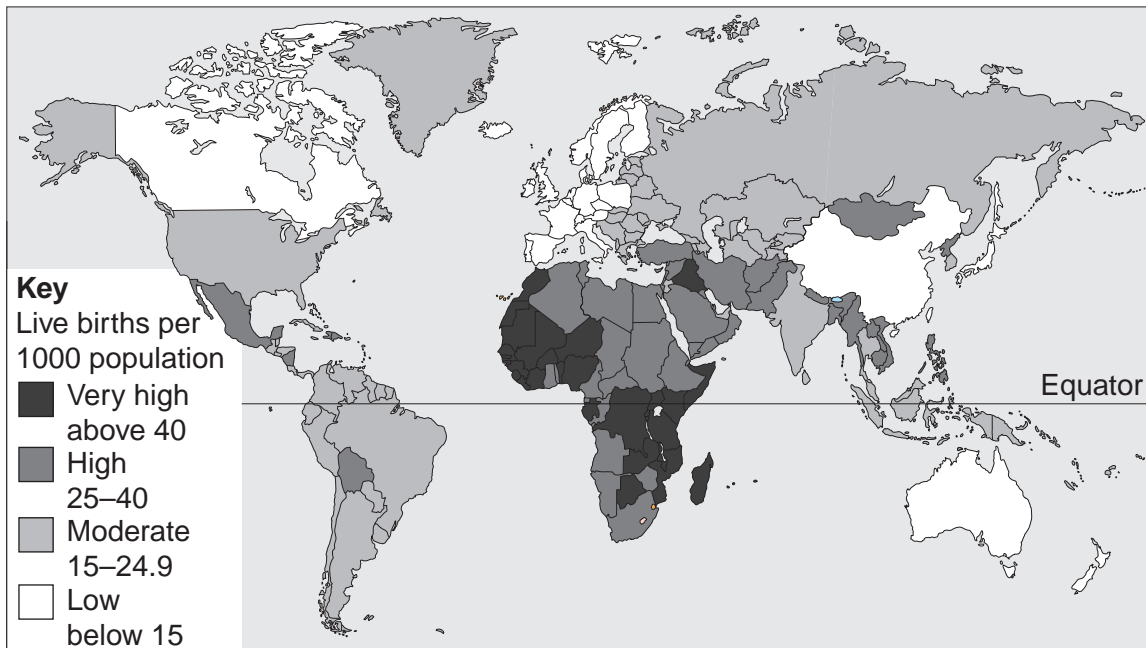 Key
Live births per
1000 population
Very high
above 40
High
25–40
Moderate
15–24.9
Low
below 15
Equator